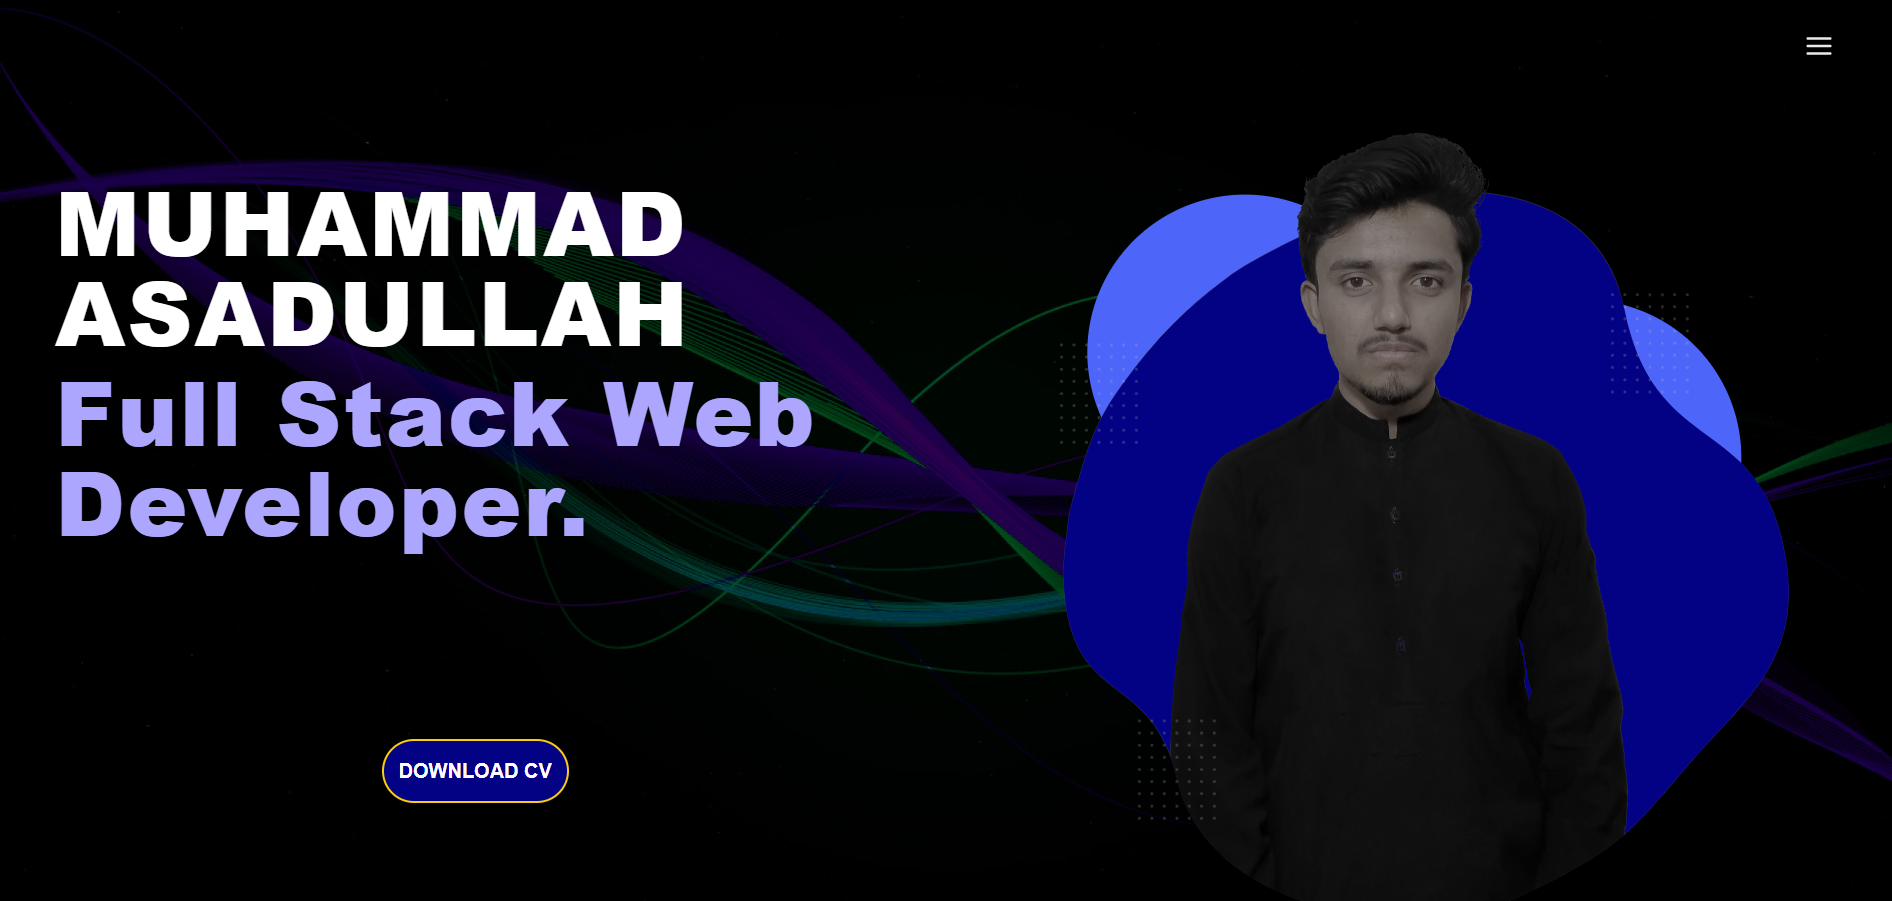 MUHAMMAD
ASADULLAH
Full Stack Web
Developer.
DOWNLOAD CV